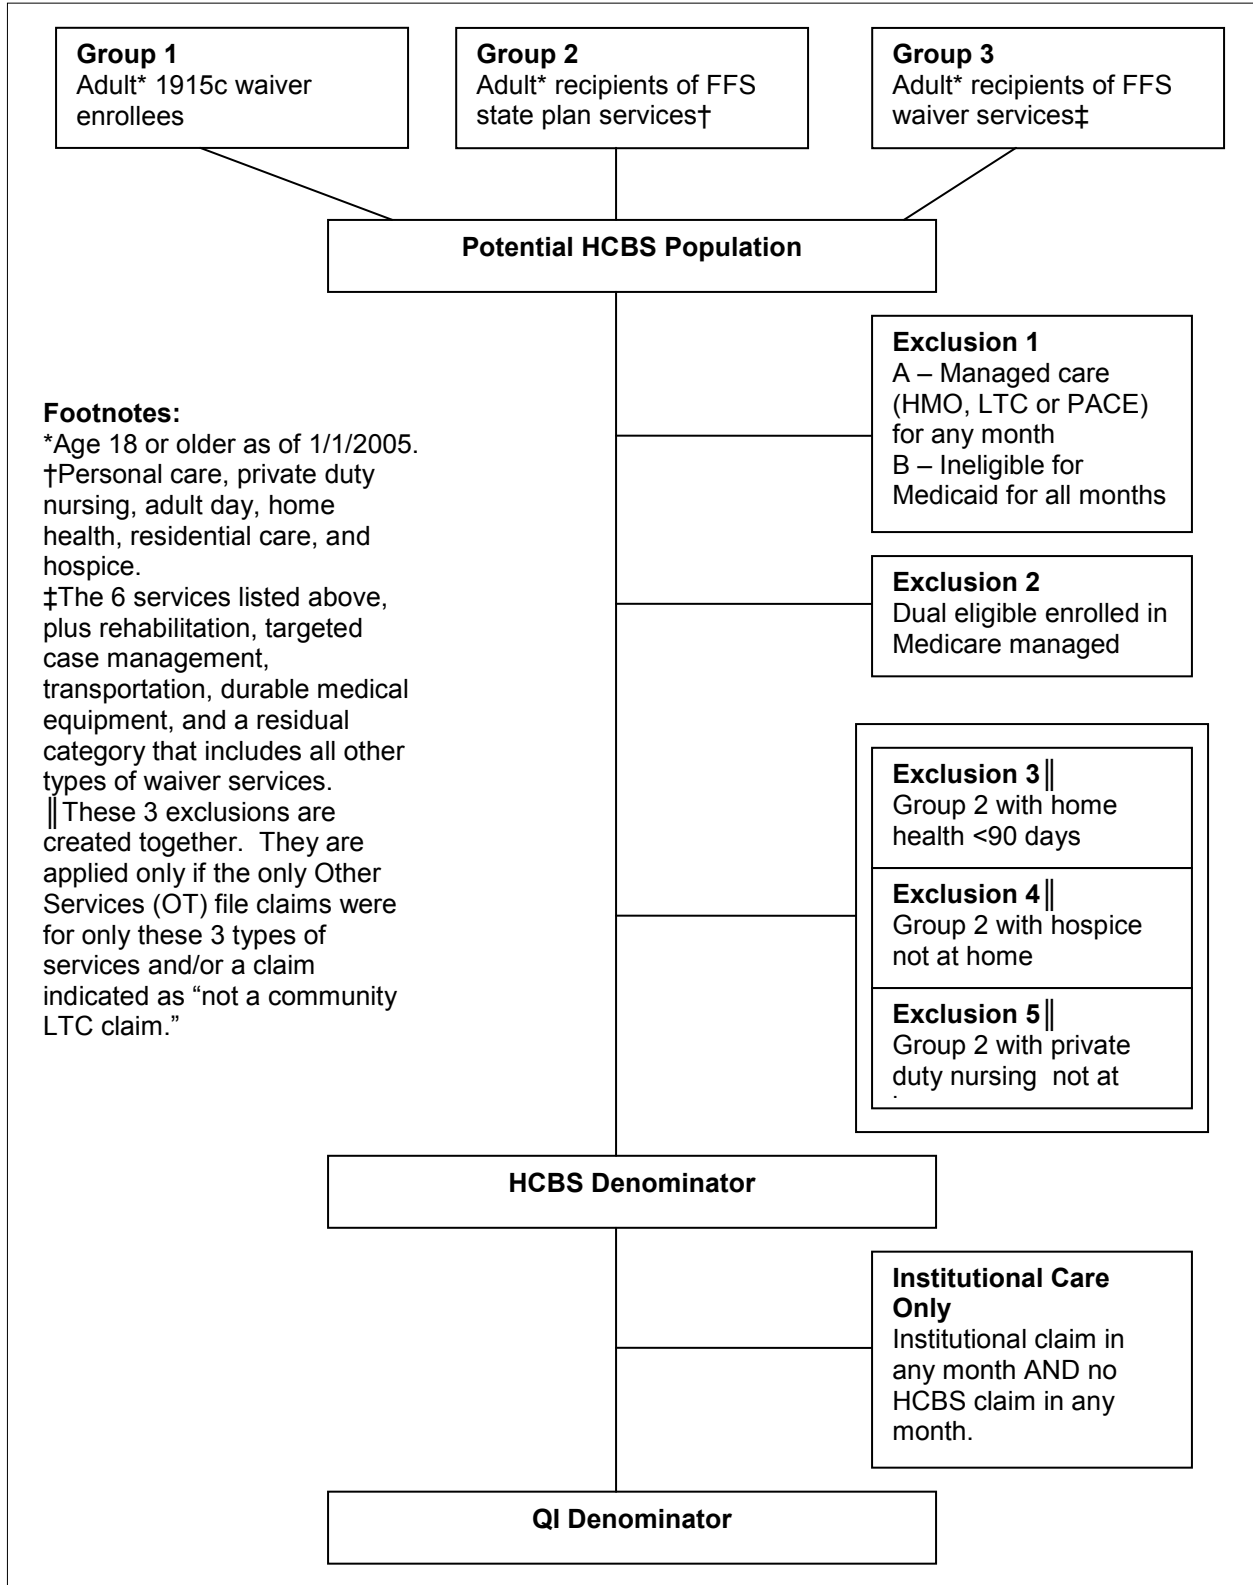 Group 1
Adult* 1915c waiver
enrollees
Group 2
Adult* recipients of FFS
state plan services†
Group 3
Adult* recipients of FFS
waiver services‡
Potential HCBS Population
Exclusion 1
A – Managed care
(HMO, LTC or PACE)
for any month
B – Ineligible for
Medicaid for all months
Footnotes:
*Age 18 or older as of 1/1/2005.
†Personal care, private duty
nursing, adult day, home
health, residential care, and
hospice.
‡The 6 services listed above,
plus rehabilitation, targeted
case management,
transportation, durable medical
equipment, and a residual
category that includes all other
types of waiver services.
‖These 3 exclusions are
created together.  They are
applied only if the only Other
Services (OT) file claims were
for only these 3 types of
services and/or a claim
indicated as “not a community
LTC claim.”
Exclusion 2
Dual eligible enrolled in
Medicare managed
Exclusion 3‖
Group 2 with home
health <90 days
Exclusion 4‖
Group 2 with hospice
not at home
Exclusion 5‖
Group 2 with private
duty nursing  not at
HCBS Denominator
Institutional Care
Only
Institutional claim in
any month AND no
HCBS claim in any
month.
QI Denominator